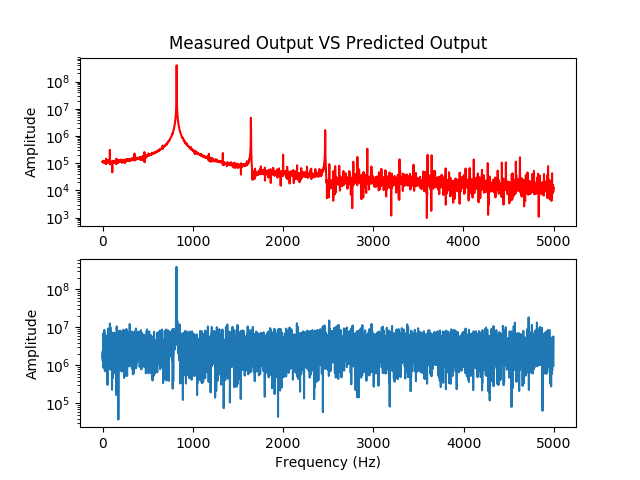 Measured Output VS Predicted Output
Amplitude
10⁸
10⁷
10⁶
10⁵
10⁴
10³
0 1000 2000 3000 4000 5000
Amplitude
10⁸
10⁷
10⁶
10⁵
0 1000 2000 3000 4000 5000
Frequency (Hz)